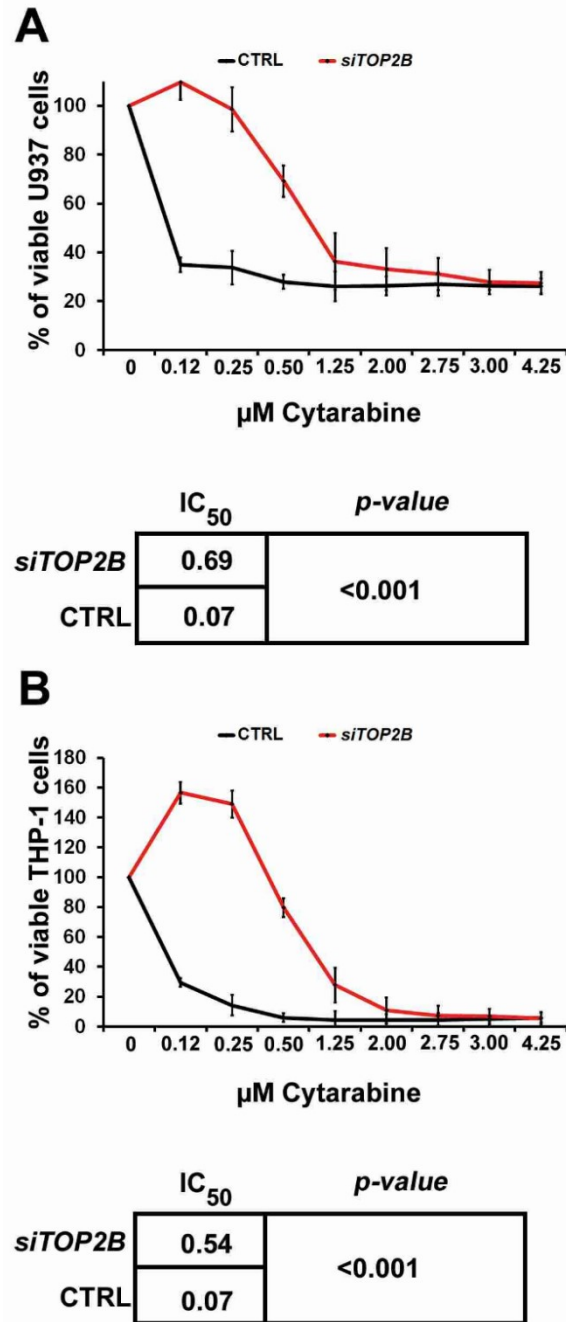 A
CTRL siTOP2B
100
80
60
40
20
0
% of viable U937 cells
0 0.12 0.25 0.50 1.25 2.00 2.75 3.00 4.25
µM Cytarabine
IC50 p-value
siTOP2B 0.69
<0.001
CTRL 0.07
B
CTRL siTOP2B
180
160
140
120
100
80
60
40
20
0
% of viable THP-1 cells
0 0.12 0.25 0.50 1.25 2.00 2.75 3.00 4.25
µM Cytarabine
IC50 p-value
siTOP2B 0.54
<0.001
CTRL 0.07